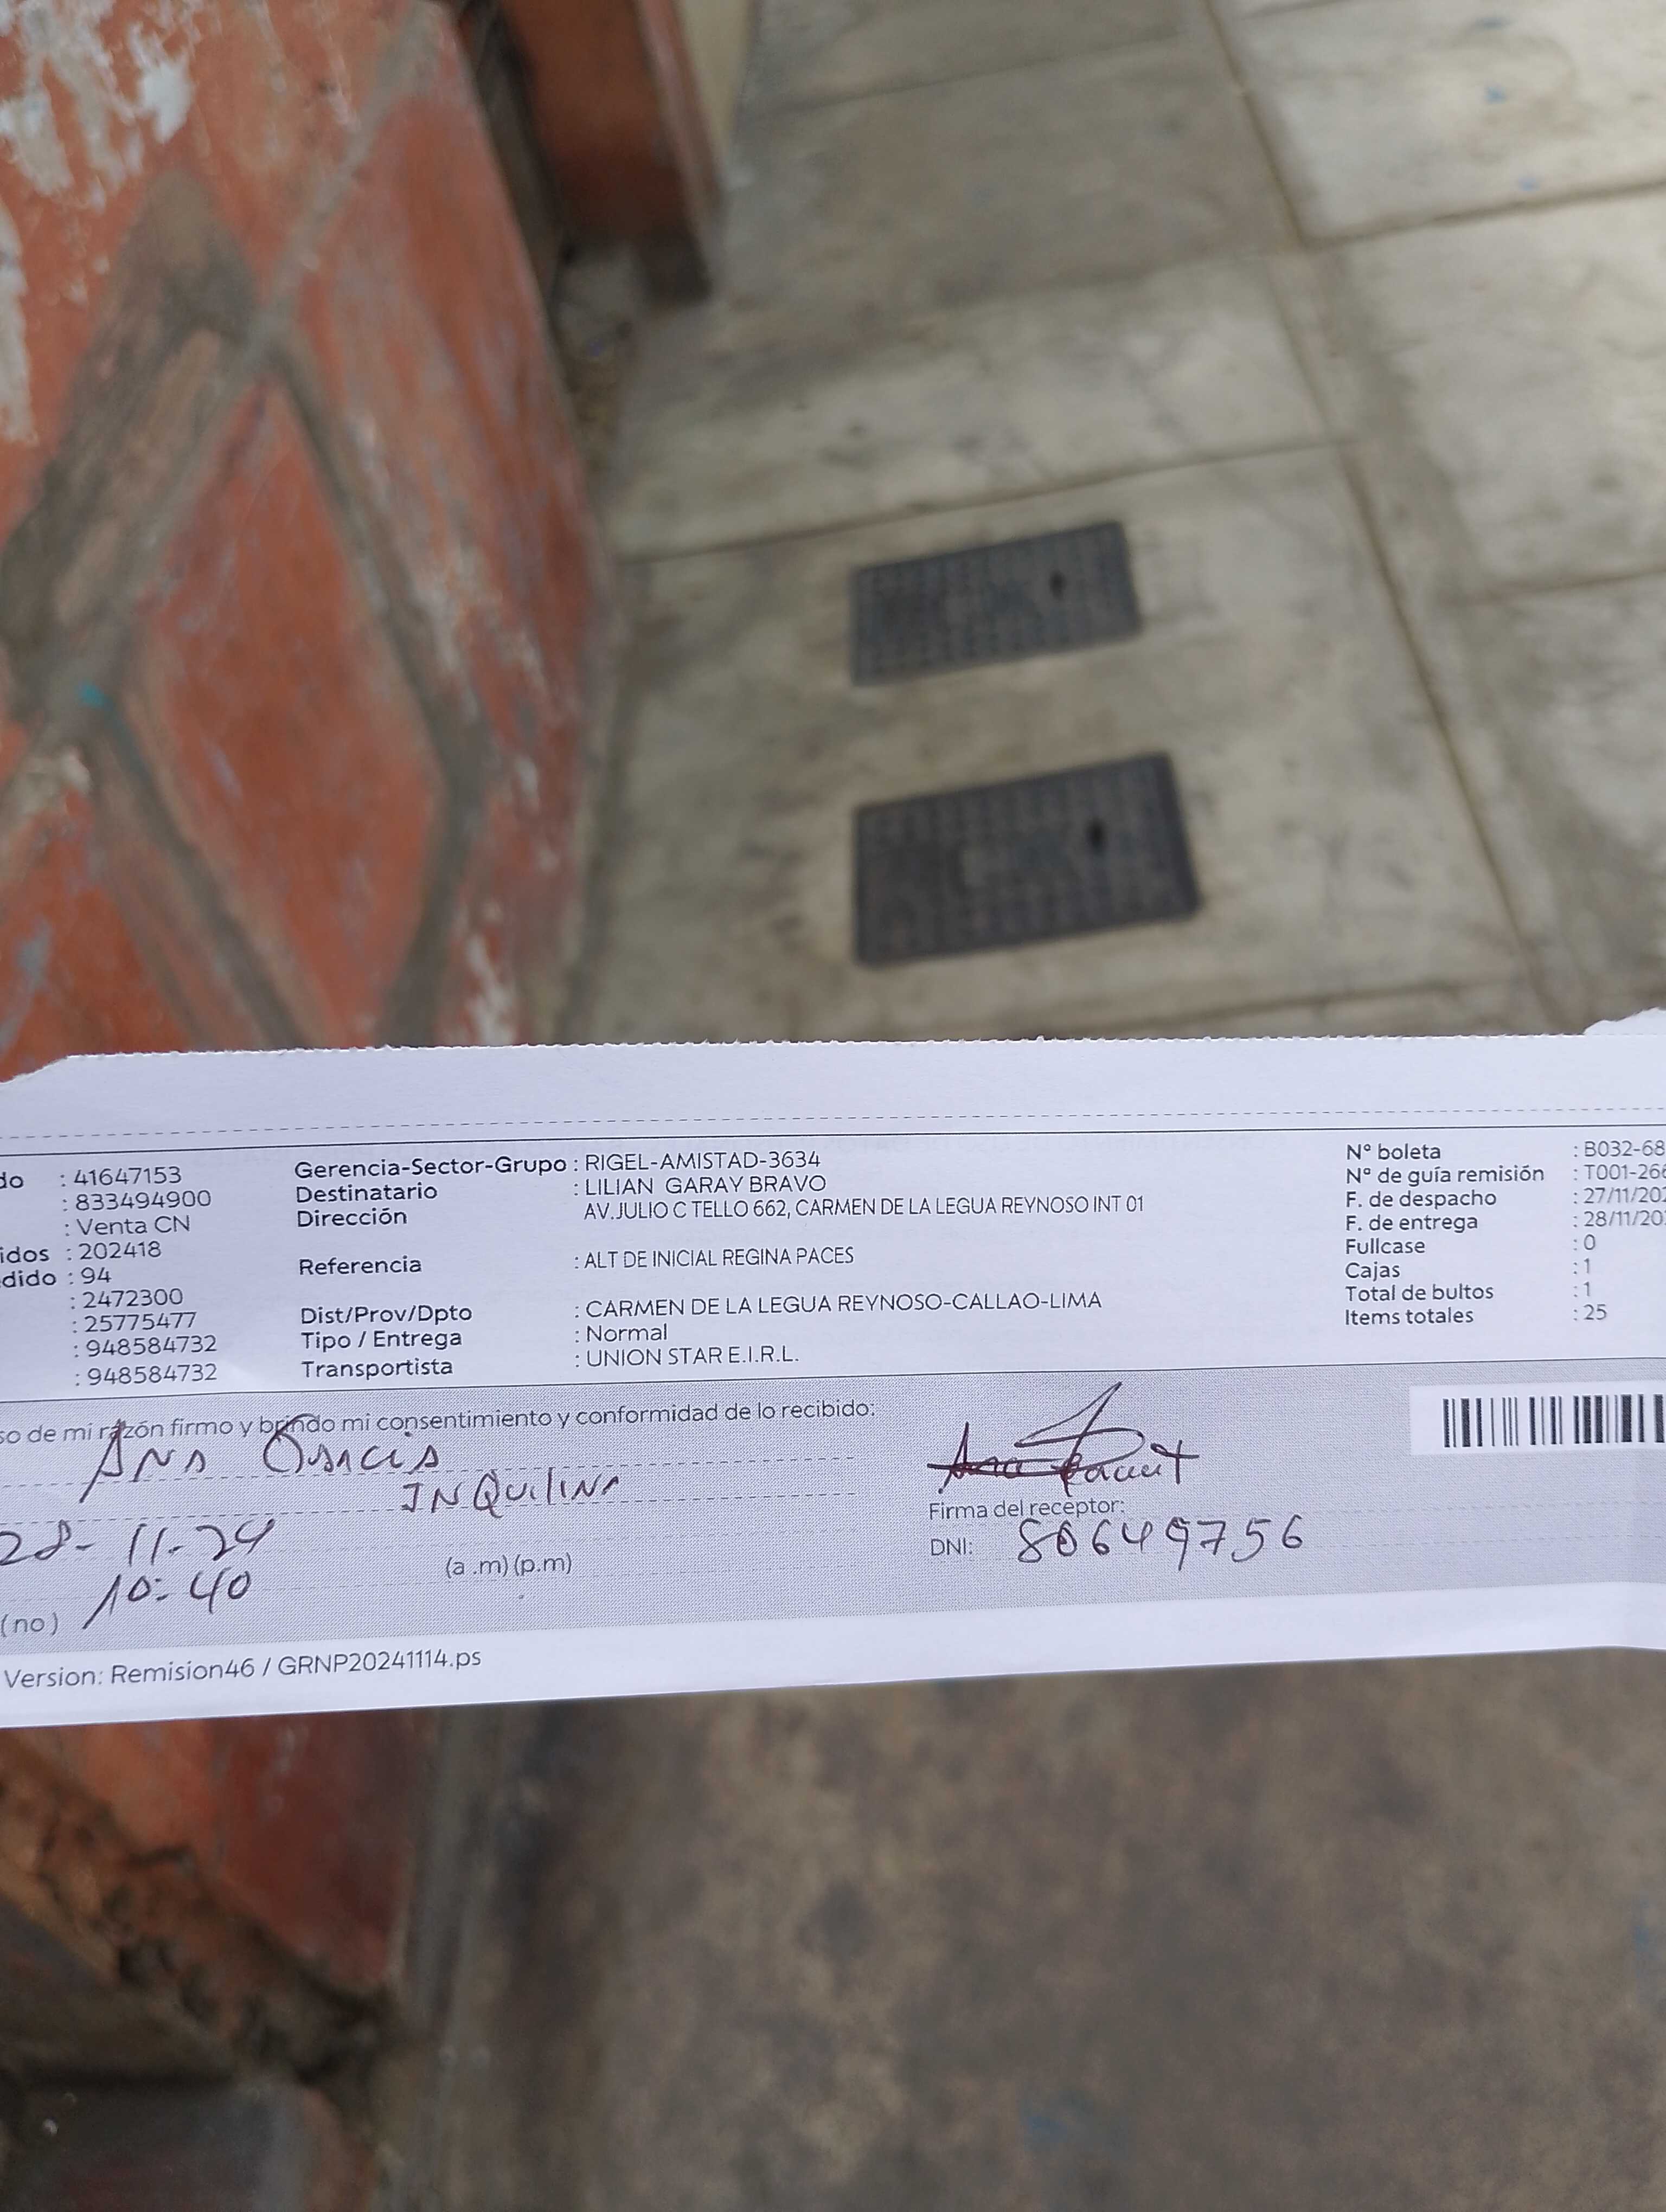 do : 41647153
: 833494900
: Venta CN
idos : 202418
dido : 94
: 2472300
: 25775477
: 948584732
: 948584732
Gerencia-Sector-Grupo : RIGEL-AMISTAD-3634
Destinatario : LILIAN GARAY BRAVO
Dirección AV.JULIO C TELLO 662, CARMEN DE LA LEGUA REYNOSO INT 01
Referencia : ALT DE INICIAL REGINA PACES
Dist/Prov/Dpto : CARMEN DE LA LEGUA REYNOSO-CALLAO-LIMA
Tipo / Entrega : Normal
Transportista : UNION STAR E.I.R.L.
N° boleta : B032-68
N° de guía remisión : T001-266
F. de despacho : 27/11/202
F. de entrega : 28/11/20
Fullcase : 0
Cajas : 1
Total de bultos : 1
Items totales : 25
so de mi razón firmo y brindo mi consentimiento y conformidad de lo recibido:
Ana
INQUILINA
28-11-24
10:40
(a .m) (p.m)
(no)
Ana
Firma del receptor:
DNI: 80649756
Version: Remision46 / GRNP20241114.ps